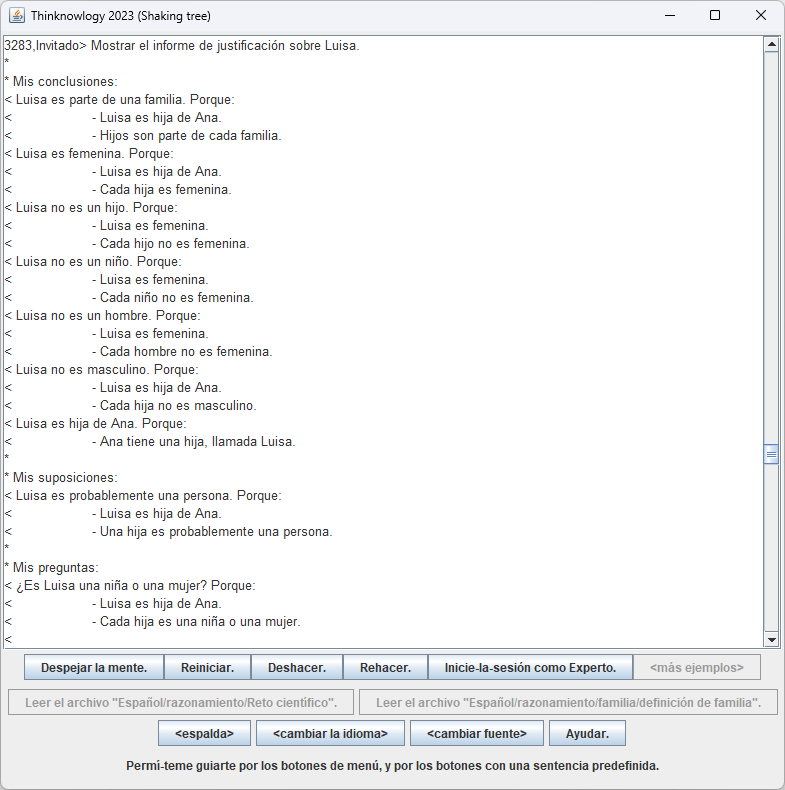 Thinknowlogy 2023 (Shaking tree)
3283,Invitado> Mostrar el informe de justificación sobre Luisa.
*
* Mis conclusiones:
< Luisa es parte de una familia. Porque:
< - Luisa es hija de Ana.
< - Hijos son parte de cada familia.
< Luisa es femenina. Porque:
< - Luisa es hija de Ana.
< - Cada hija es femenina.
< Luisa no es un hijo. Porque:
< - Luisa es femenina.
< - Cada hijo no es femenina.
< Luisa no es un niño. Porque:
< - Luisa es femenina.
< - Cada niño no es femenina.
< Luisa no es un hombre. Porque:
< - Luisa es femenina.
< - Cada hombre no es femenina.
< Luisa no es masculino. Porque:
< - Luisa es hija de Ana.
< - Cada hija no es masculino.
< Luisa es hija de Ana. Porque:
< - Ana tiene una hija, llamada Luisa.
*
* Mis suposiciones:
< Luisa es probablemente una persona. Porque:
< - Luisa es hija de Ana.
< - Una hija es probablemente una persona.
*
* Mis preguntas:
< ¿Es Luisa una niña o una mujer? Porque:
< - Luisa es hija de Ana.
< - Cada hija es una niña o una mujer.
<
Despejar la mente. Reiniciar. Deshacer. Rehacer. Inicie-la-sesión como Experto. <más ejemplos>
Leer el archivo "Español/razonamiento/Reto científico". Leer el archivo "Español/razonamiento/familia/definición de familia".
<espalda> <cambiar la idioma> <cambiar fuente> Ayudar.
Permí-teme guiarte por los botones de menú, y por los botones con una sentencia predefinida.